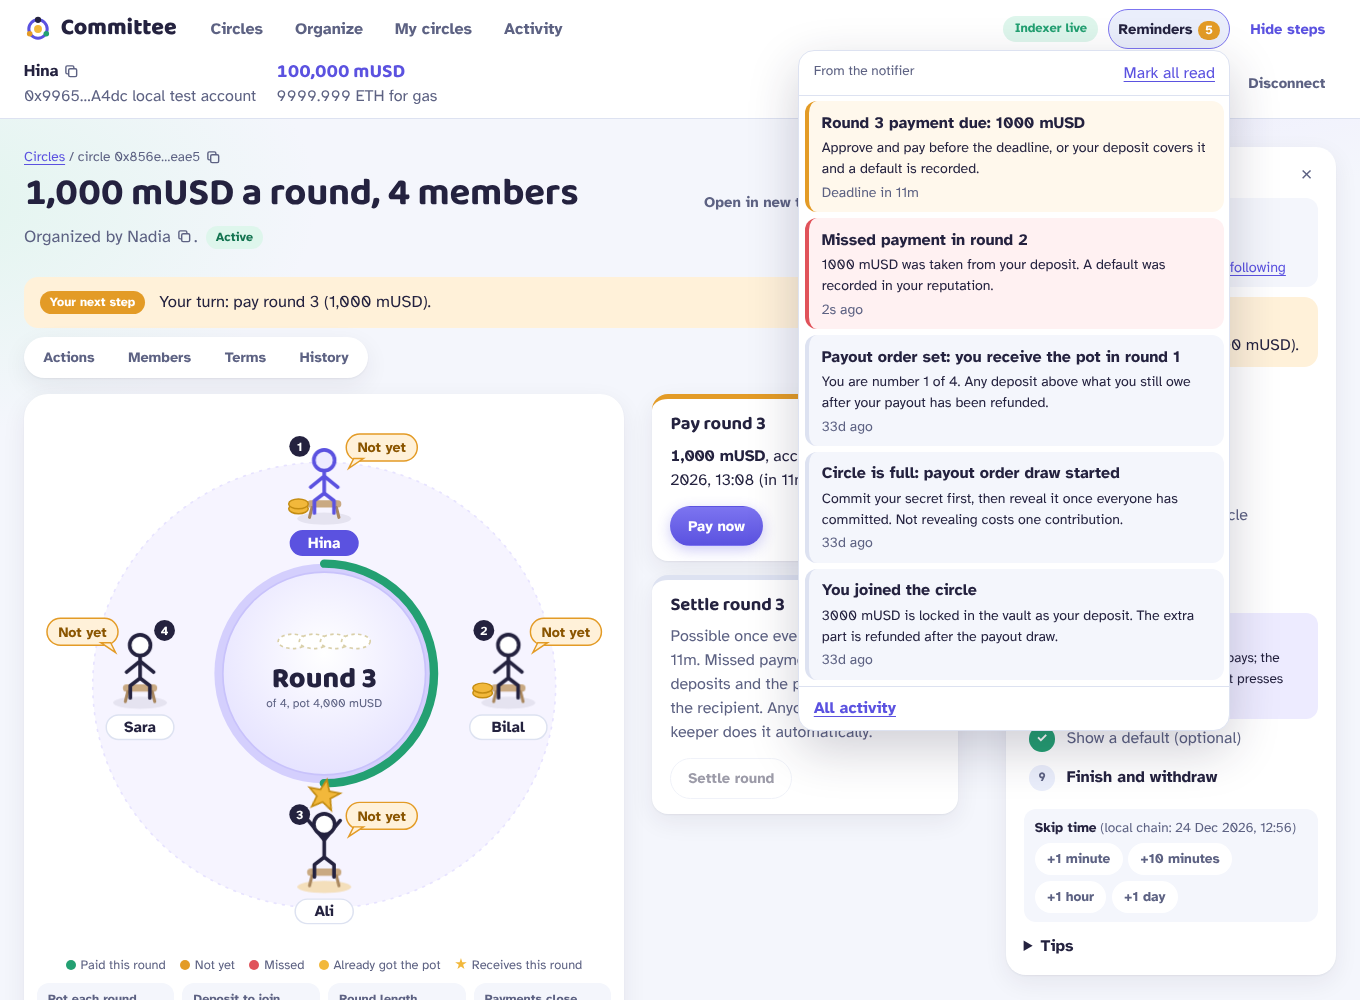 Committee
Circles
Organize
My circles
Activity
Indexer live
Reminders 5
Hide steps
Hina
0x9965...A4dc local test account
100,000 mUSD
9999.999 ETH for gas
Disconnect
From the notifier
Mark all read
Round 3 payment due: 1000 mUSD
Approve and pay before the deadline, or your deposit covers it
and a default is recorded.
Deadline in 11m
Missed payment in round 2
1000 mUSD was taken from your deposit. A default was
recorded in your reputation.
2s ago
Payout order set: you receive the pot in round 1
You are number 1 of 4. Any deposit above what you still owe
after your payout has been refunded.
33d ago
Circle is full: payout order draw started
Commit your secret first, then reveal it once everyone has
committed. Not revealing costs one contribution.
33d ago
You joined the circle
3000 mUSD is locked in the vault as your deposit. The extra
part is refunded after the payout draw.
33d ago
All activity
Circles / circle 0x856e...eae5
1,000 mUSD a round, 4 members
Open in new
Organized by Nadia .
Active
Your next step
Your turn: pay round 3 (1,000 mUSD).
Actions
Members
Terms
History
1
Not yet
Hina
Not yet
4
Sara
2
Not yet
Bilal
Round 3
of 4, pot 4,000 mUSD
3
Not yet
Ali
Paid this round
Not yet
Missed
Already got the pot
Receives this round
Pot each round
Deposit to join
Round length
Payments close
Pay round 3
1,000 mUSD,
2026, 13:08 (in
Pay now
Settle round 3
Possible once
11m. Missed
deposits and the
the recipient.
keeper does it automatically.
Settle round
following
0 mUSD).
pays; the
presses
Show a default (optional)
9
Finish and withdraw
Skip time (local chain: 24 Dec 2026, 12:56)
+1 minute
+10 minutes
+1 hour
+1 day
Tips